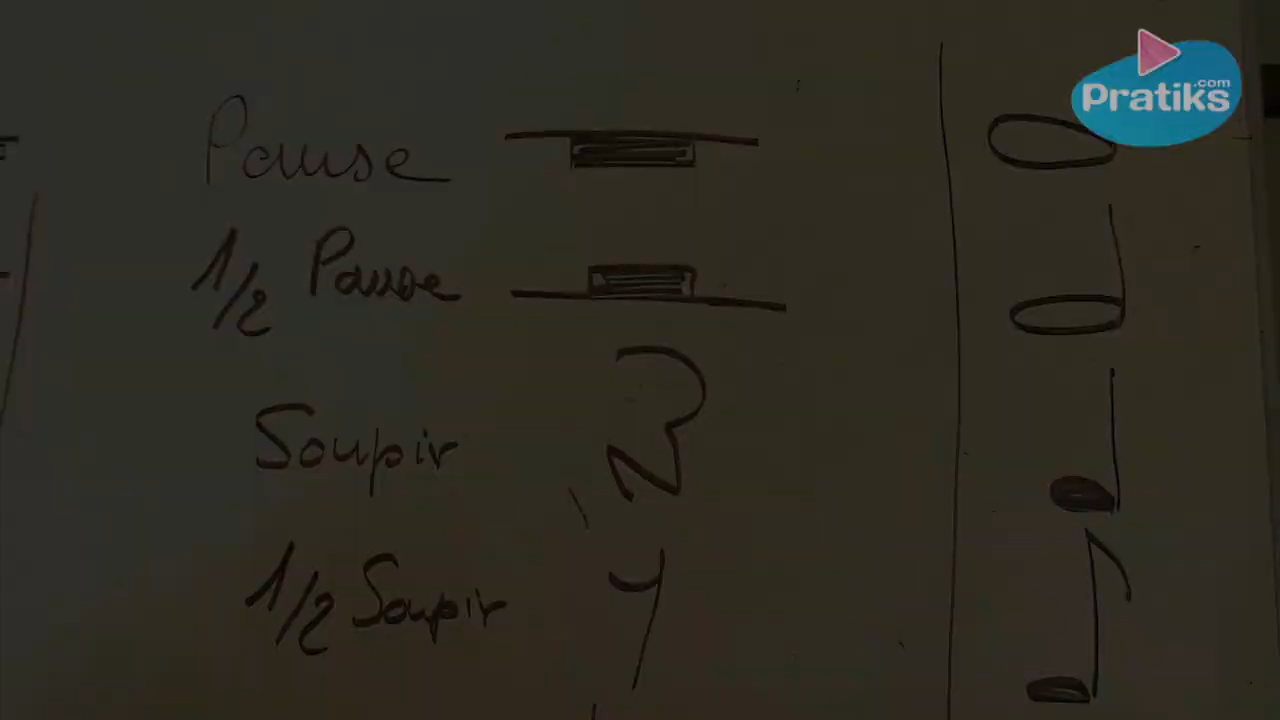 Pratiks.com
Pause
1/2 Pause
Soupir
1/2 Soupir